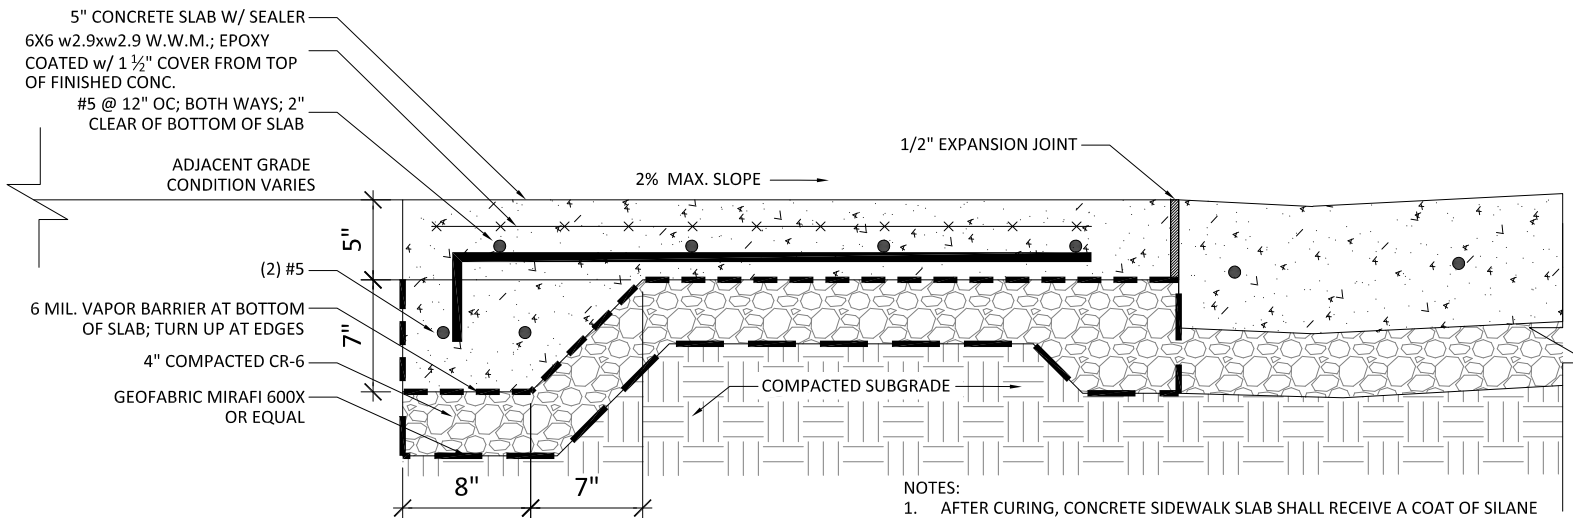 5" CONCRETE SLAB W/ SEALER
6X6 w2.9xw2.9 W.W.M.; EPOXY
COATED w/ 1 ½" COVER FROM TOP
OF FINISHED CONC.
#5 @ 12" OC; BOTH WAYS; 2"
CLEAR OF BOTTOM OF SLAB
1/2" EXPANSION JOINT
ADJACENT GRADE
CONDITION VARIES
2% MAX. SLOPE
5"
(2) #5
6 MIL. VAPOR BARRIER AT BOTTOM
OF SLAB; TURN UP AT EDGES
7"
4" COMPACTED CR-6
COMPACTED SUBGRADE
GEOFABRIC MIRAFI 600X
OR EQUAL
8"
7"
NOTES:
1. AFTER CURING, CONCRETE SIDEWALK SLAB SHALL RECEIVE A COAT OF SILANE